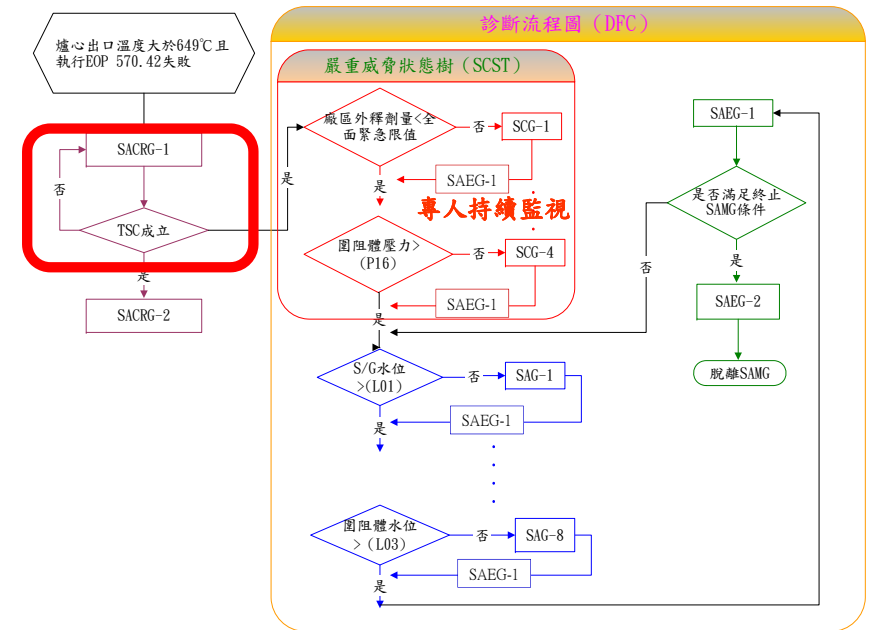 爐心出口溫度大於649℃且
執行EOP 570.42失敗
SACRG-1
否
TSC成立
是
SACRG-2
是
診斷流程圖（DFC）
嚴重威脅狀態樹（SCST）
廠區外釋劑量<全
面緊急限值
否
SCG-1
SAEG-1
是
專人持續監視
圍阻體壓力>
(P16)
否
SCG-4
SAEG-1
是
S/G水位
>(L01)
否
SAG-1
SAEG-1
是
圍阻體水位
>（L03）
否
SAG-8
SAEG-1
是
SAEG-1
是否滿足終止
SAMG條件
否
是
SAEG-2
脫離SAMG